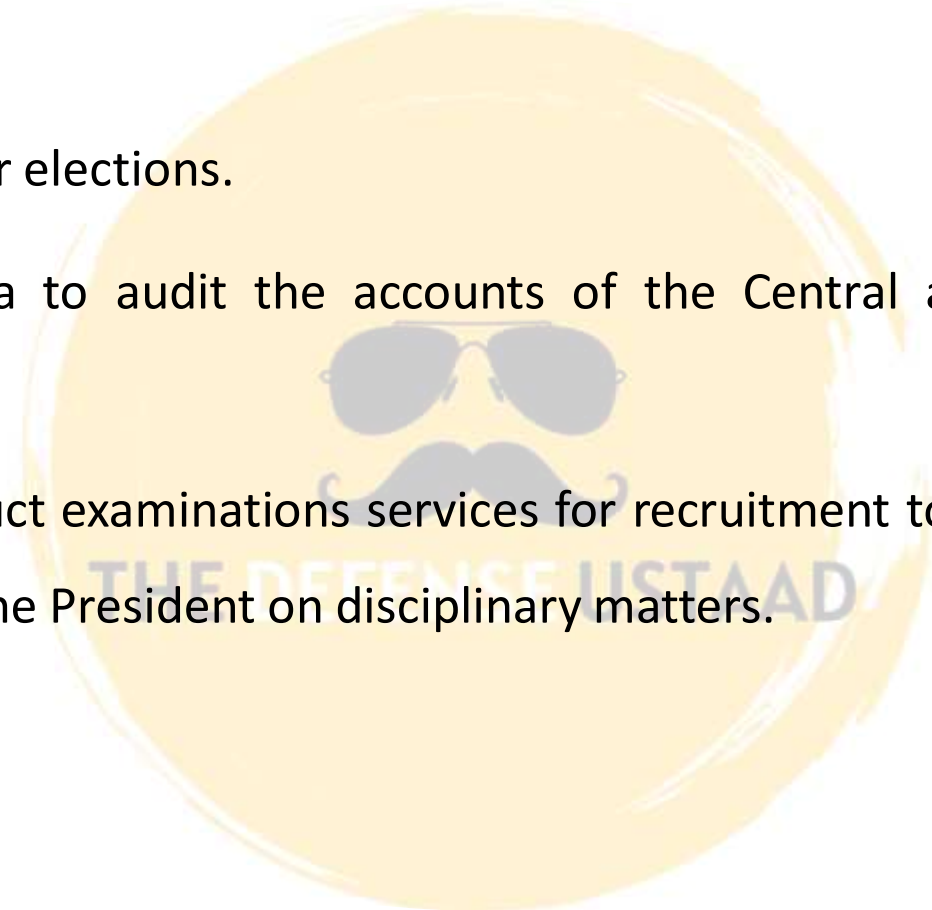 r elections.
a to audit the accounts of the Central a
uct examinations services for recruitment to
THE DEFENSE USTAAD
he President on disciplinary matters.